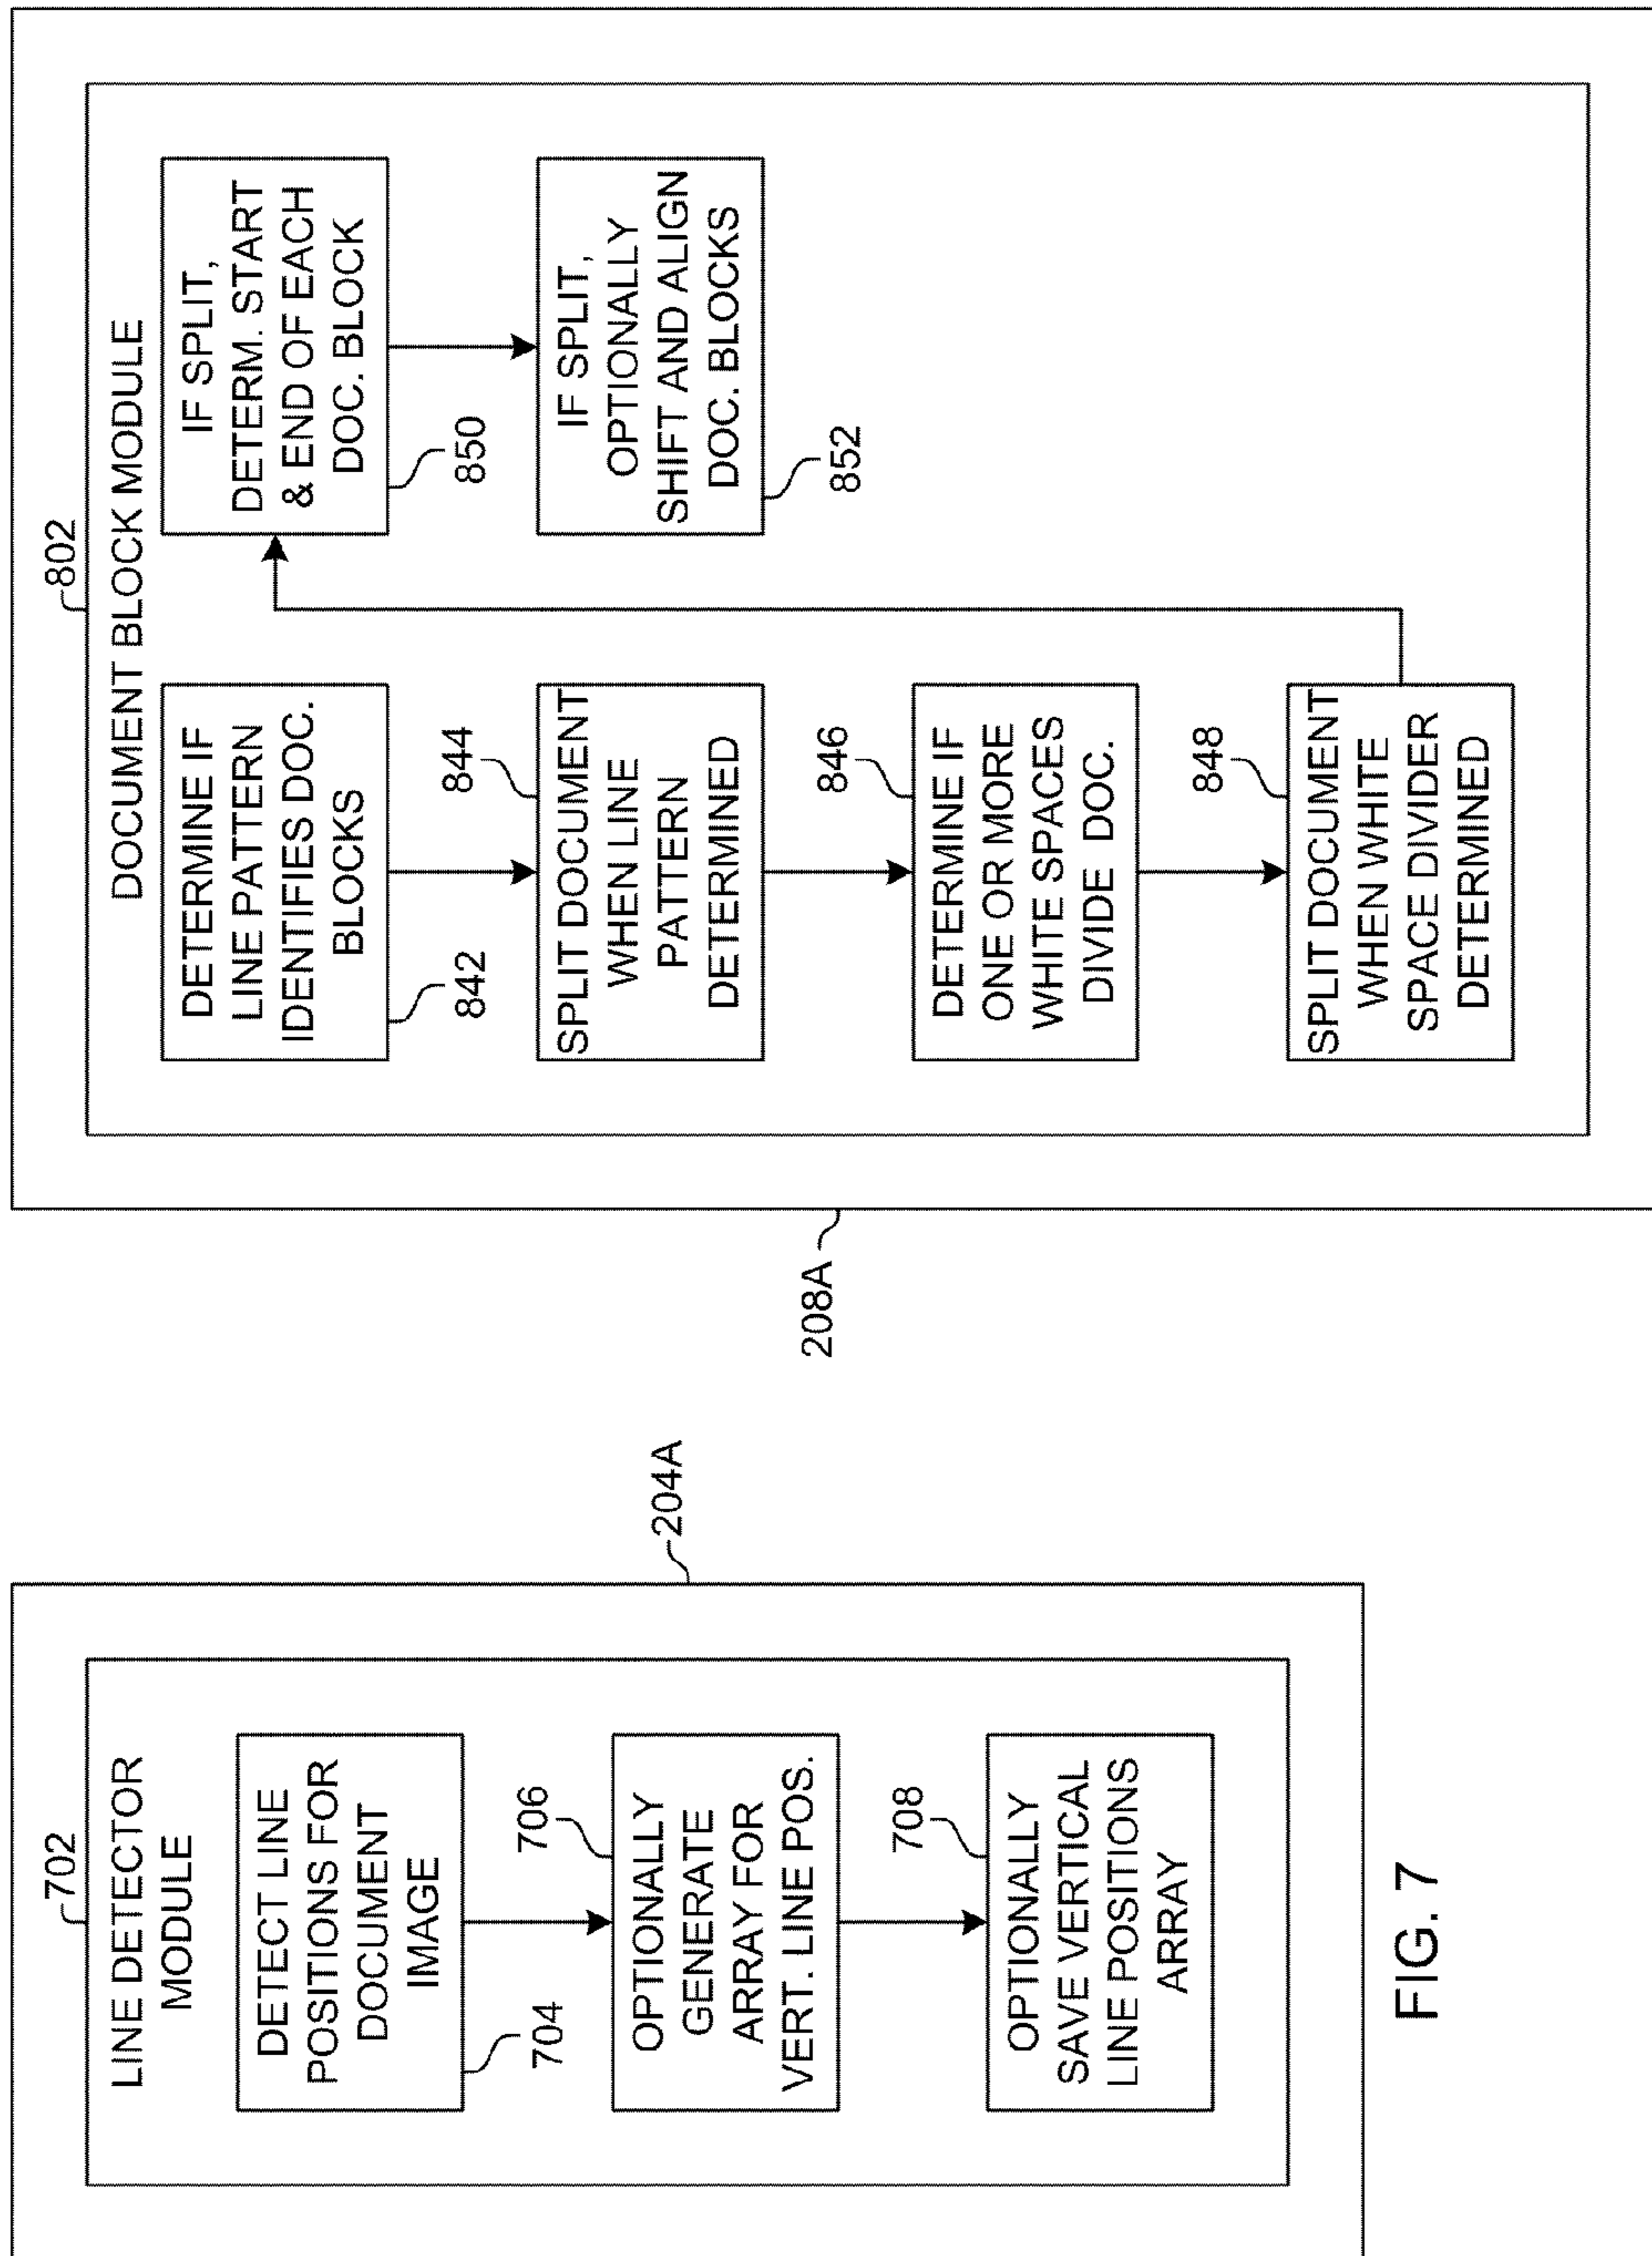 702
LINE DETECTOR
MODULE
DETECT LINE
POSITIONS FOR
DOCUMENT
IMAGE
704
706
OPTIONALLY
GENERATE
ARRAY FOR
VERT. LINE POS.
708
OPTIONALLY
SAVE VERTICAL
LINE POSITIONS
ARRAY
204A
FIG. 7
802
DOCUMENT BLOCK MODULE
DETERMINE IF
LINE PATTERN
IDENTIFIES DOC.
BLOCKS
842
844
SPLIT DOCUMENT
WHEN LINE
PATTERN
DETERMINED
846
DETERMINE IF
ONE OR MORE
WHITE SPACES
DIVIDE DOC.
848
SPLIT DOCUMENT
WHEN WHITE
SPACE DIVIDER
DETERMINED
IF SPLIT,
DETERM. START
& END OF EACH
DOC. BLOCK
850
IF SPLIT,
OPTIONALLY
SHIFT AND ALIGN
DOC. BLOCKS
852
208A